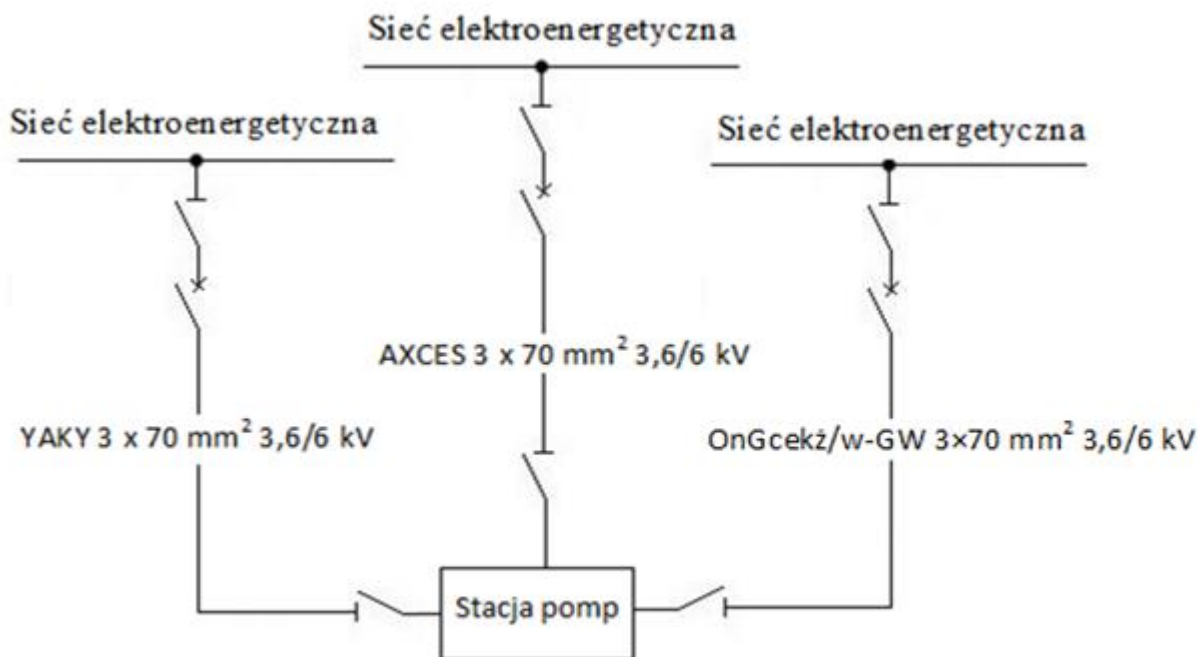 Sieć elektroenergetyczna
Sieć elektroenergetyczna
Sieć elektroenergetyczna
AXCES 3 x 70 mm² 3,6/6 kV
YAKY 3 x 70 mm² 3,6/6 kV
OnGcekż/w-GW 3×70 mm² 3,6/6 kV
Stacja pomp